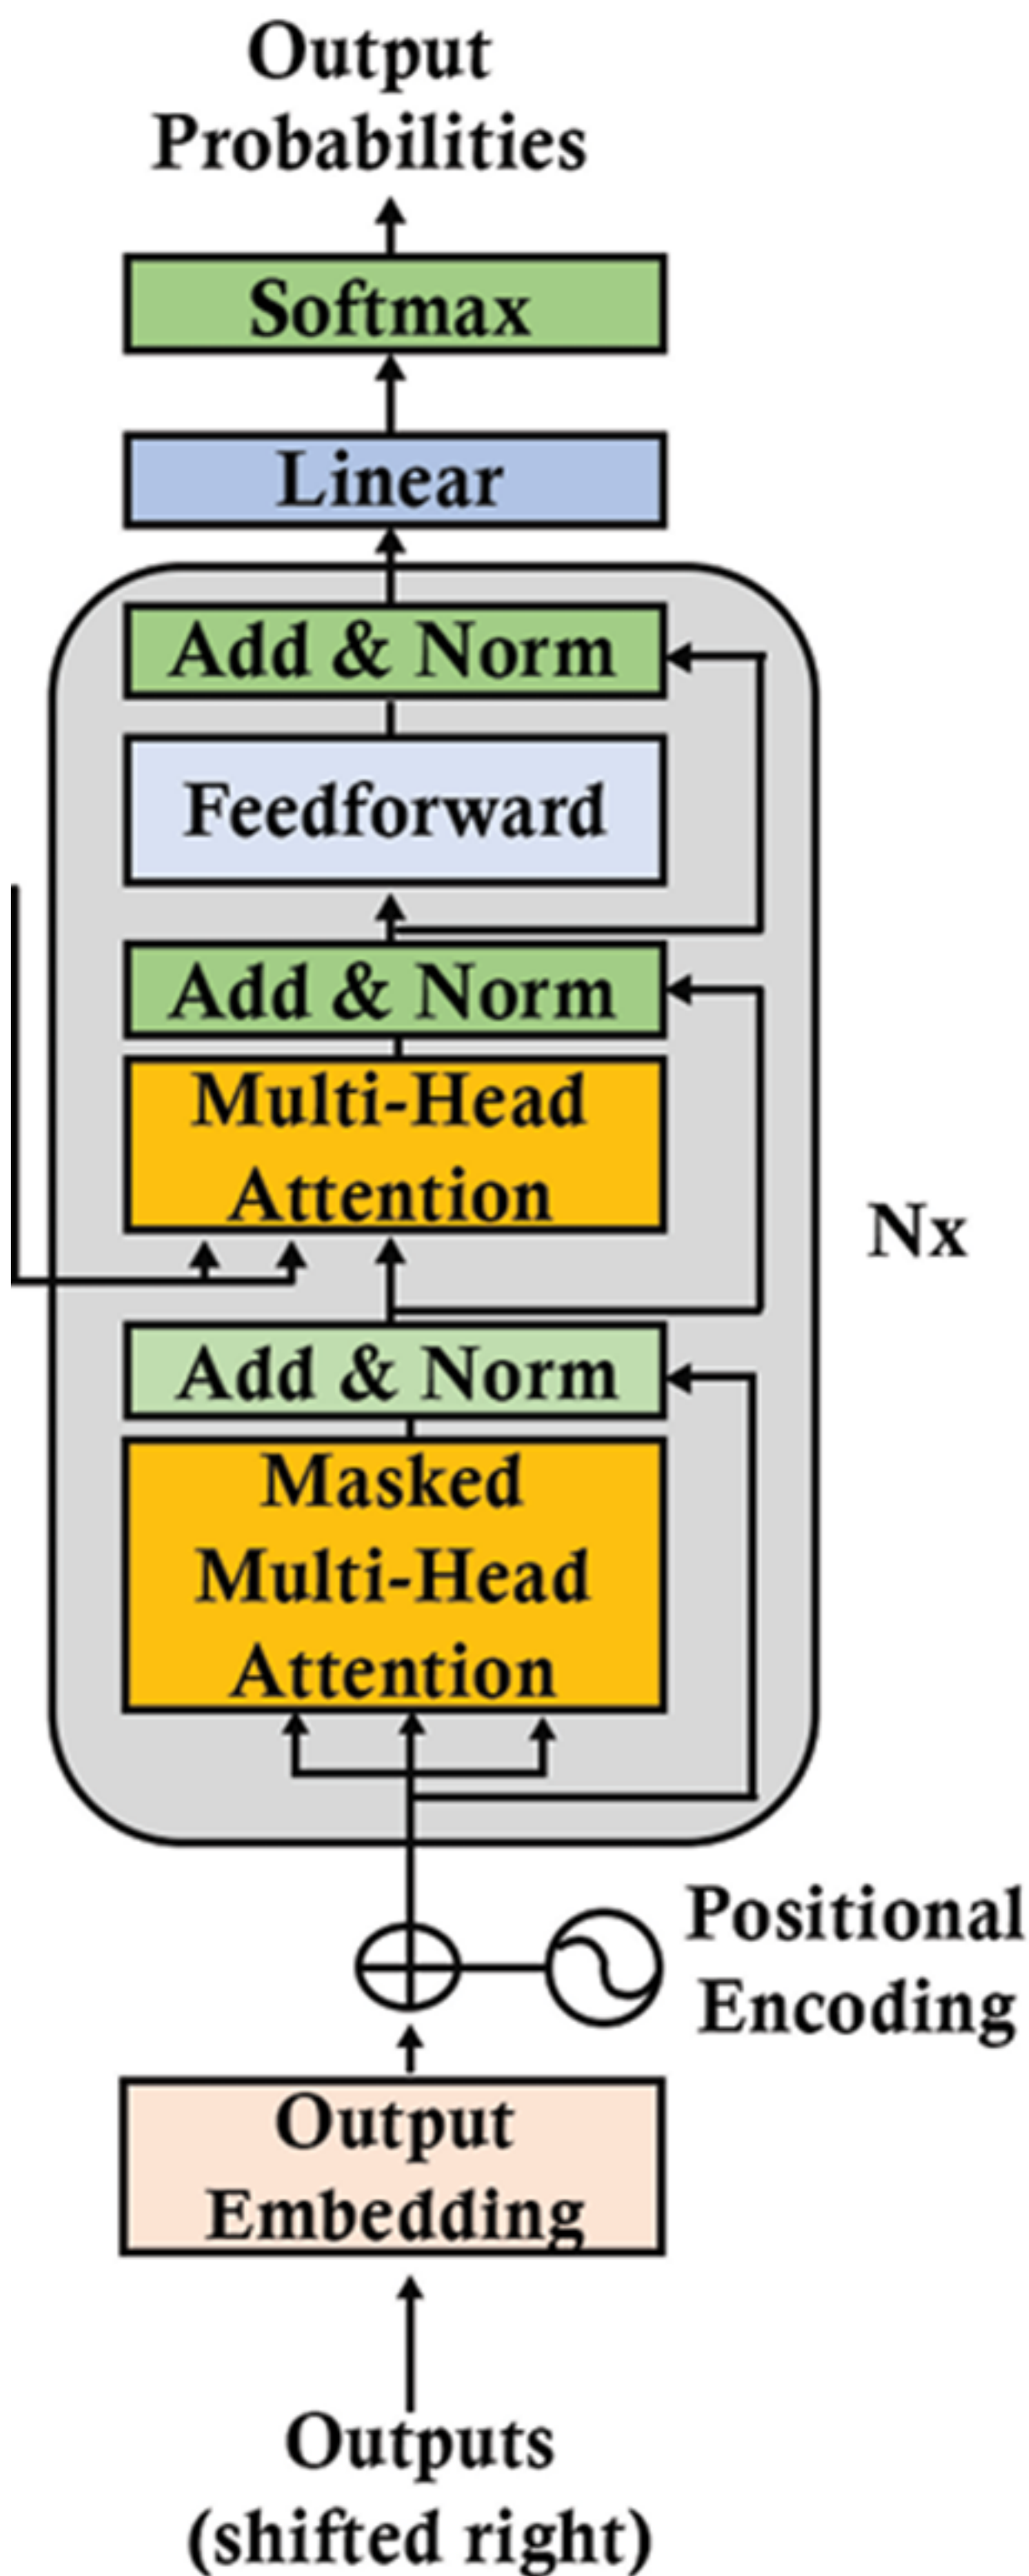 Output
Probabilities
Softmax
Linear
Add & Norm
Feedforward
Add & Norm
Multi-Head
Attention
Nx
Add & Norm
Masked
Multi-Head
Attention
Positional
Encoding
Output
Embedding
Outputs
(shifted right)